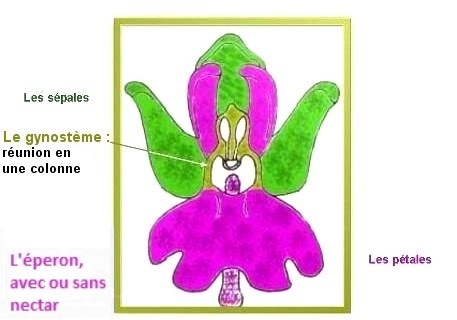 Les sépales
Le gynostème :
réunion en
une colonne
L'éperon,
avec ou sans
nectar
Les pétales